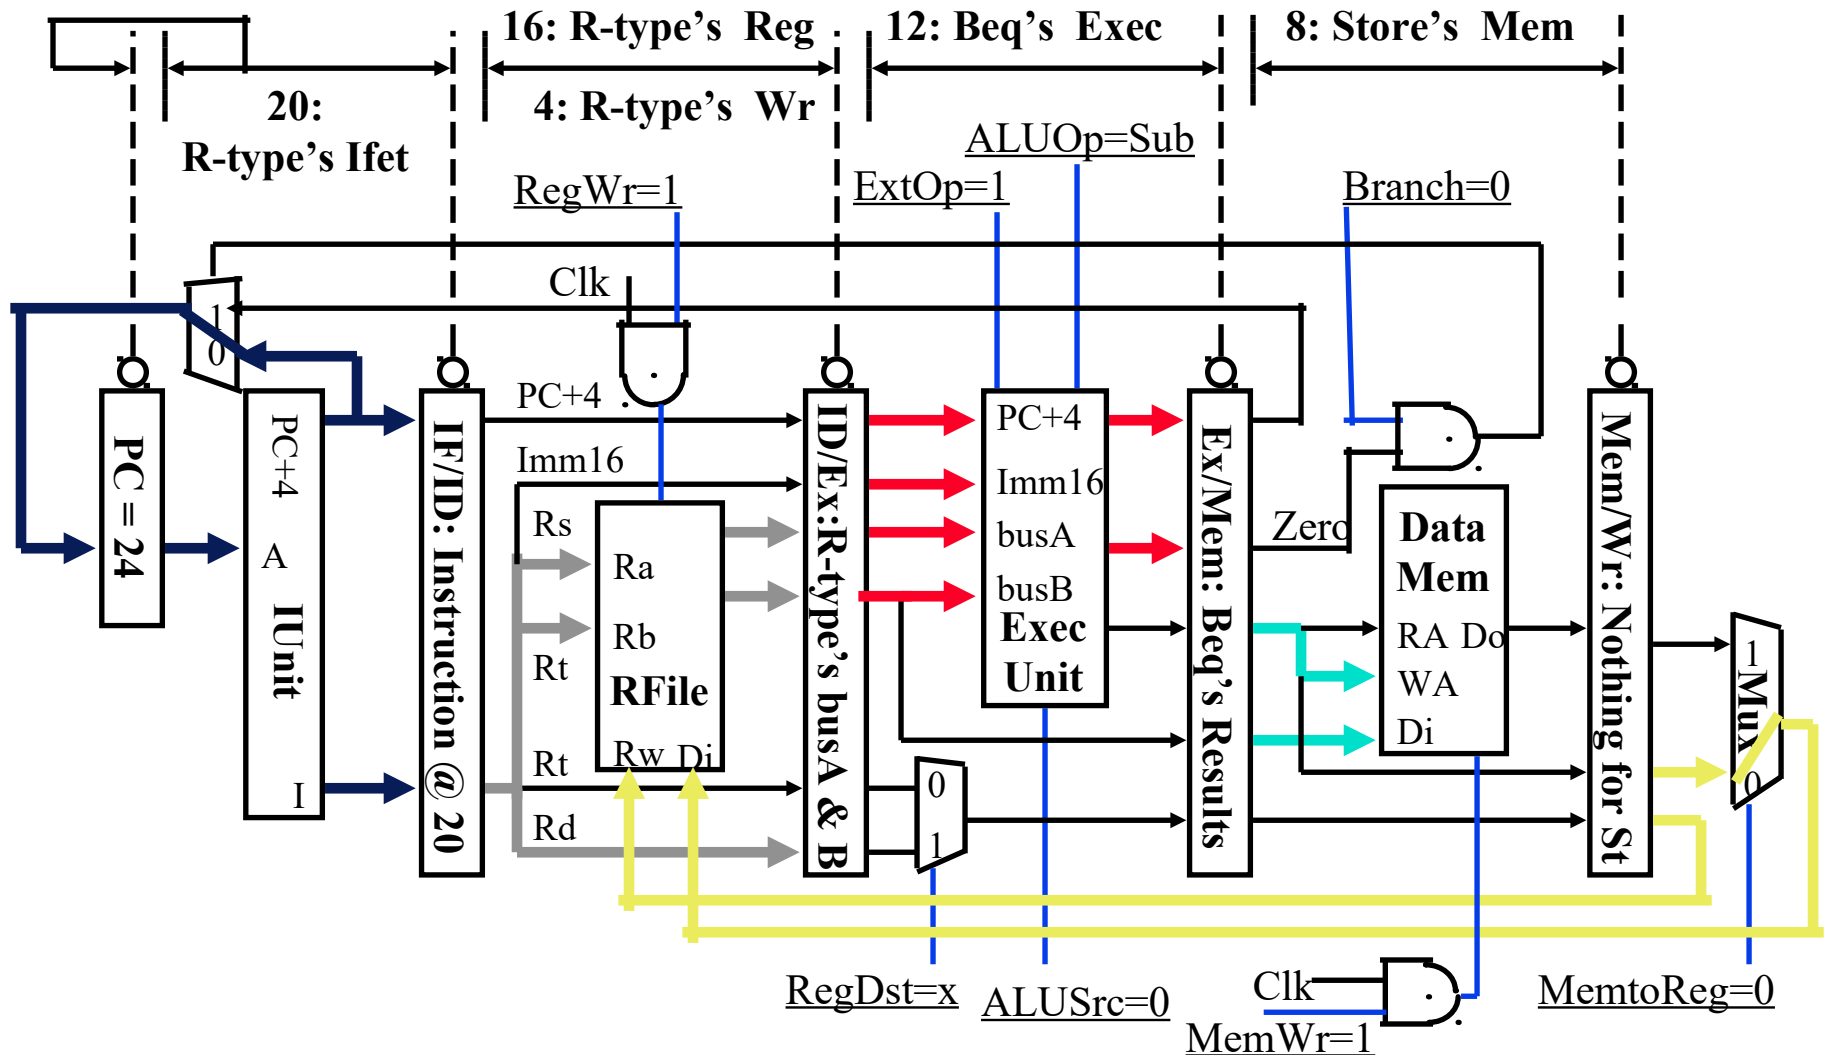 16: R-type's Reg
12: Beq's Exec
8: Store's Mem
20:
R-type's Ifet
4: R-type's Wr
ALUOp=Sub
RegWr=1
ExtOp=1
Branch=0
Clk
1
0
PC+4
PC = 24
PC+4
A
IUnit
I
IF/ID: Instruction @ 20
Imm16
Rs
Ra
Rb
Rt
RFile
Rw Di
Rt
Rd
ID/Ex:R-type's busA & B
PC+4
Imm16
busA
busB
Exec
Unit
0
1
Ex/Mem: Beq's Results
Zero
Data
Mem
RA Do
WA
Di
Mem/Wr: Nothing for St
1
Mux
0
RegDst=x
ALUSrc=0
Clk
MemWr=1
MemtoReg=0